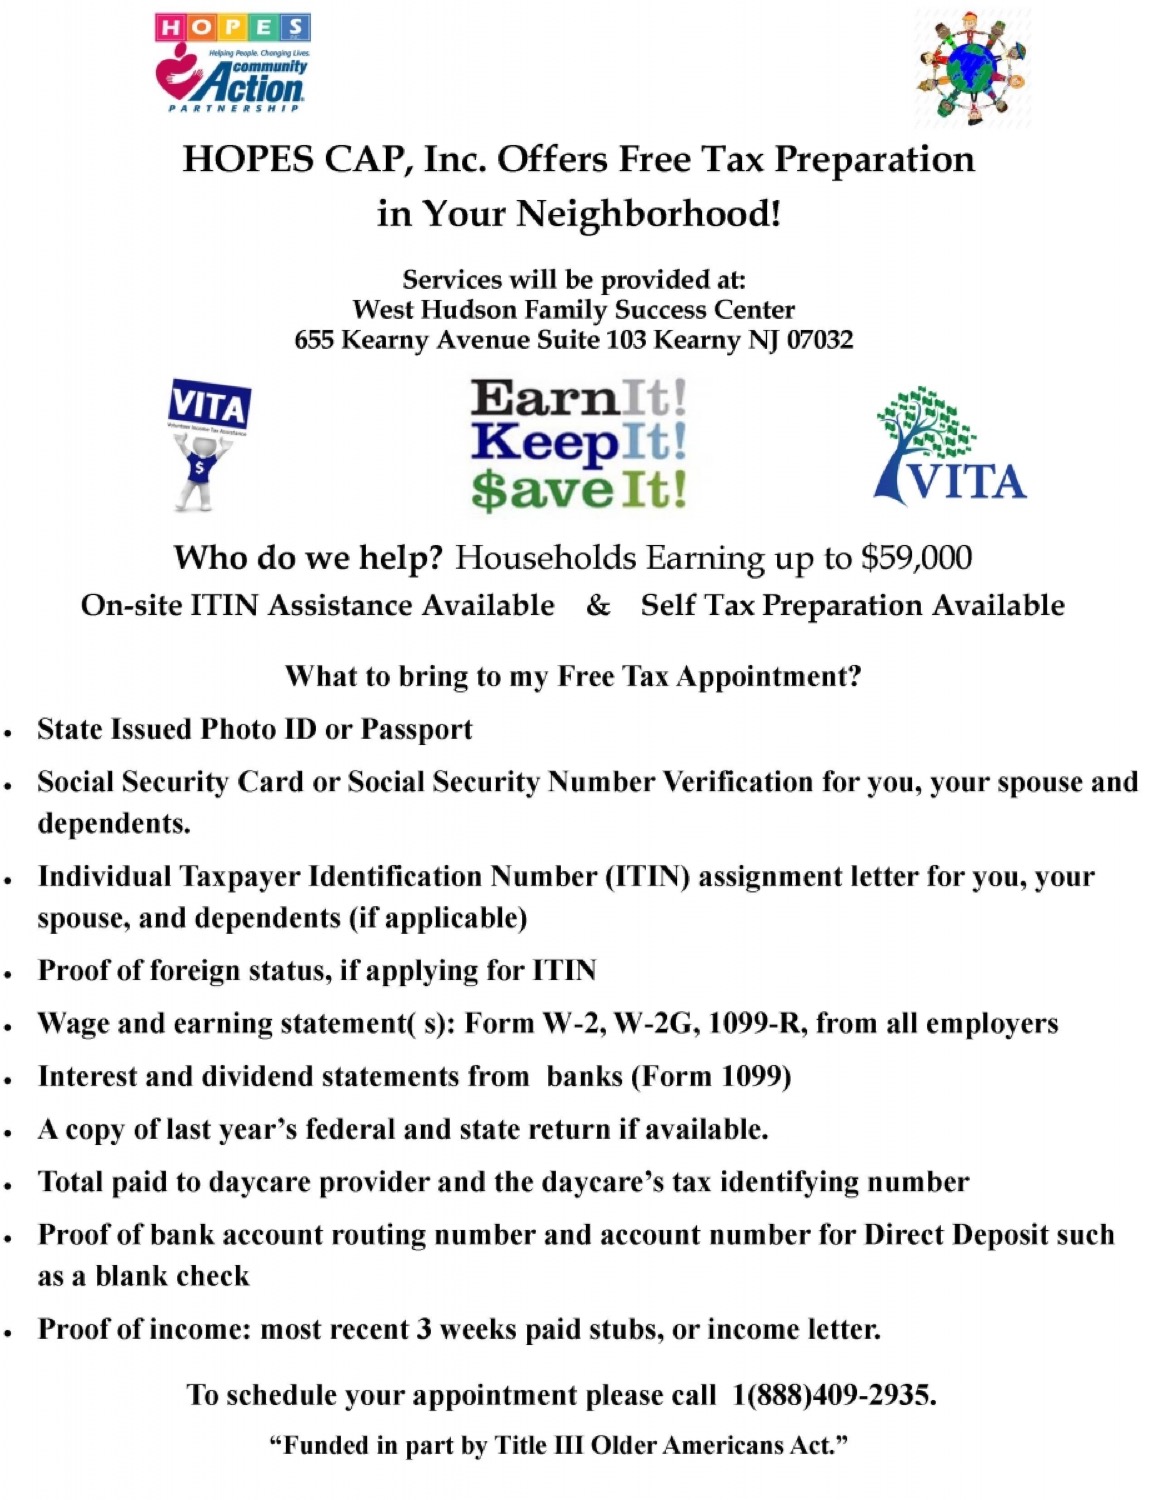 HOPES
Helping People. Changing Lives.
community
Action
PARTNERSHIP
HOPES CAP, Inc. Offers Free Tax Preparation
in Your Neighborhood!
Services will be provided at:
West Hudson Family Success Center
655 Kearny Avenue Suite 103 Kearny NJ 07032
VITA
Volunteer Income Tax Assistance
$
EarnIt!
KeepIt!
$aveIt!
VITA
Who do we help? Households Earning up to $59,000
On-site ITIN Assistance Available & Self Tax Preparation Available
What to bring to my Free Tax Appointment?
• State Issued Photo ID or Passport
• Social Security Card or Social Security Number Verification for you, your spouse and
dependents.
• Individual Taxpayer Identification Number (ITIN) assignment letter for you, your
spouse, and dependents (if applicable)
• Proof of foreign status, if applying for ITIN
• Wage and earning statement( s): Form W-2, W-2G, 1099-R, from all employers
• Interest and dividend statements from banks (Form 1099)
• A copy of last year’s federal and state return if available.
• Total paid to daycare provider and the daycare’s tax identifying number
• Proof of bank account routing number and account number for Direct Deposit such
as a blank check
• Proof of income: most recent 3 weeks paid stubs, or income letter.
To schedule your appointment please call 1(888)409-2935.
“Funded in part by Title III Older Americans Act.”